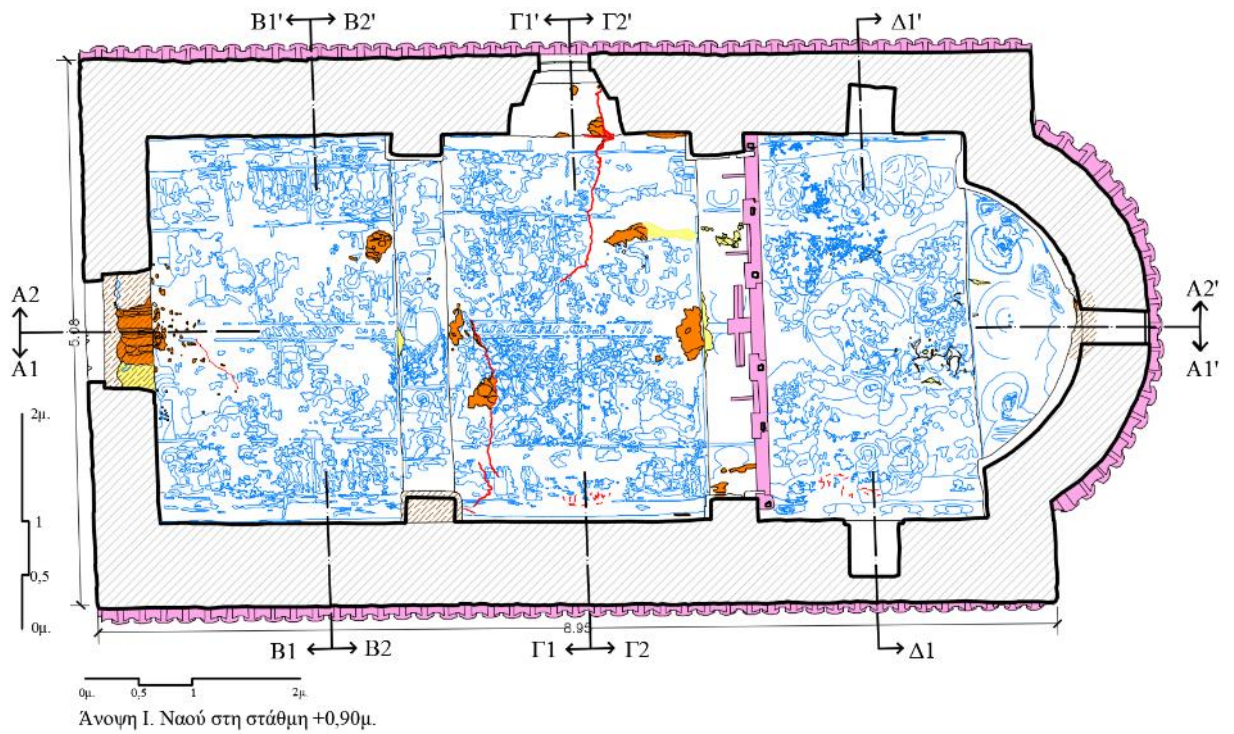 Β1' Β2' Γ1' Γ2' Δ1'
Α2 Α2'
5.08
Α1 Α1'
2μ.
1
0,5
0μ.
8.95
Β1 Β2 Γ1 Γ2 Δ1
0μ. 0,5 1 2μ.
Άνοψη Ι. Ναού στη στάθμη +0,90μ.